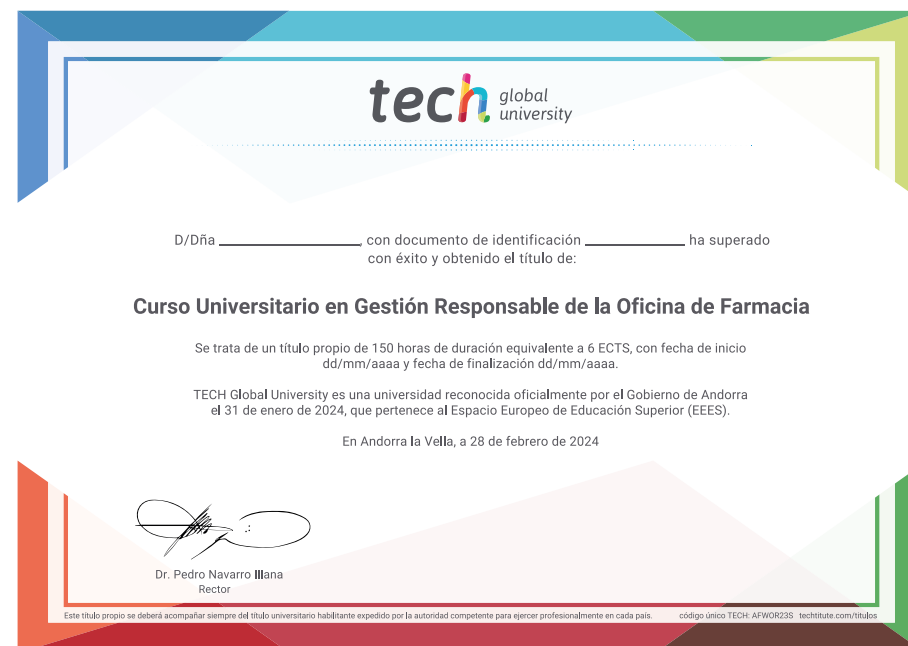 tech global
university
D/Dña ______________________, con documento de identificación _______________ ha superado
con éxito y obtenido el título de:
Curso Universitario en Gestión Responsable de la Oficina de Farmacia
Se trata de un título propio de 150 horas de duración equivalente a 6 ECTS, con fecha de inicio
dd/mm/aaaa y fecha de finalización dd/mm/aaaa.
TECH Global University es una universidad reconocida oficialmente por el Gobierno de Andorra
el 31 de enero de 2024, que pertenece al Espacio Europeo de Educación Superior (EEES).
En Andorra la Vella, a 28 de febrero de 2024
Dr. Pedro Navarro Illana
Rector
Este título propio se deberá acompañar siempre del título universitario habilitante expedido por la autoridad competente para ejercer profesionalmente en cada país. código único TECH: AFWOR23S techtitute.com/titulos